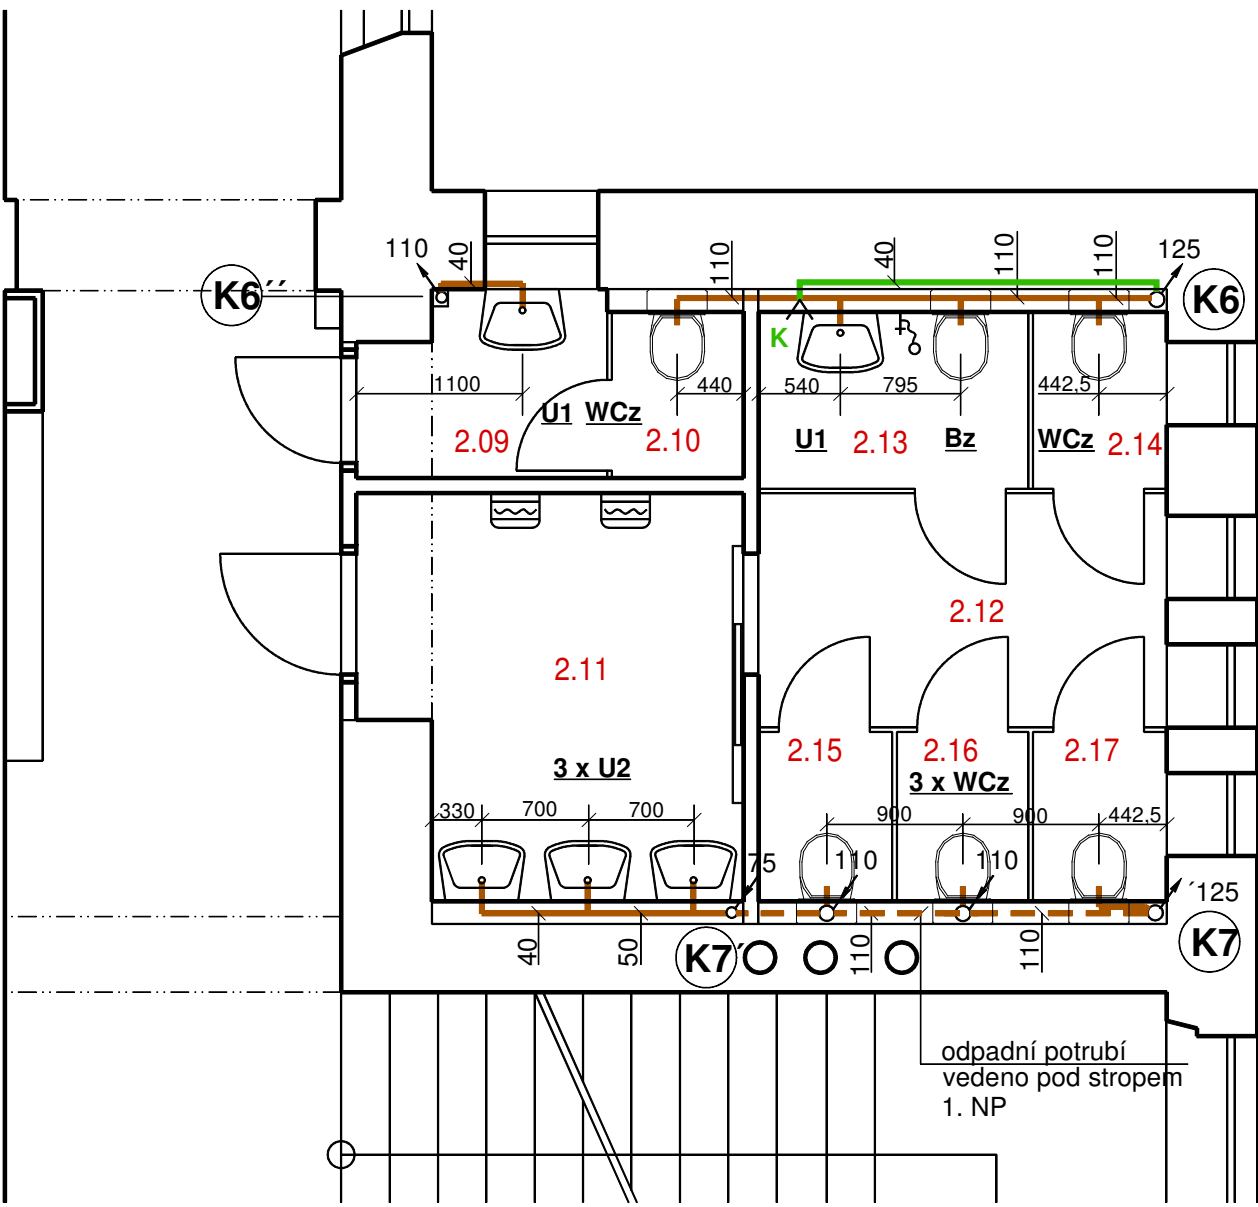 110
40
110
40
110
110
125
K6´´
K6
K
1100
440
540
795
442,5
U1
WCz
2.09
2.10
U1
2.13
Bz
WCz
2.14
2.12
2.11
2.15
2.16
2.17
3 x U2
3 x WCz
330
700
700
900
900
442,5
75
110
110
´125
40
50
K7´
110
110
K7
odpadní potrubí
vedeno pod stropem
1. NP